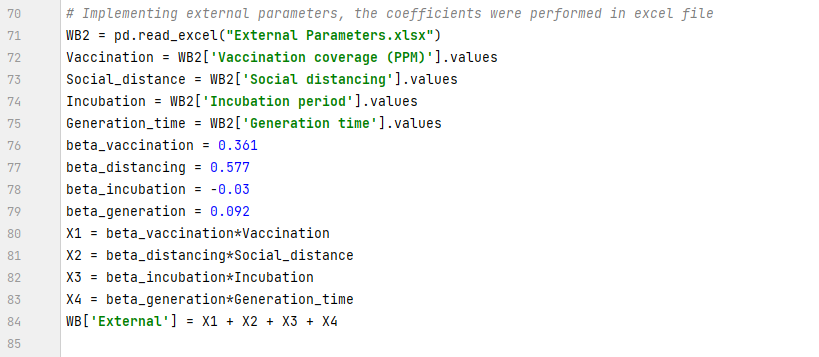 70 # Implementing external parameters, the coefficients were performed in excel file
71 WB2 = pd.read_excel("External Parameters.xlsx")
72 Vaccination = WB2['Vaccination coverage (PPM)'].values
73 Social_distance = WB2['Social distancing'].values
74 Incubation = WB2['Incubation period'].values
75 Generation_time = WB2['Generation time'].values
76 beta_vaccination = 0.361
77 beta_distancing = 0.577
78 beta_incubation = -0.03
79 beta_generation = 0.092
80 X1 = beta_vaccination*Vaccination
81 X2 = beta_distancing*Social_distance
82 X3 = beta_incubation*Incubation
83 X4 = beta_generation*Generation_time
84 WB['External'] = X1 + X2 + X3 + X4
85